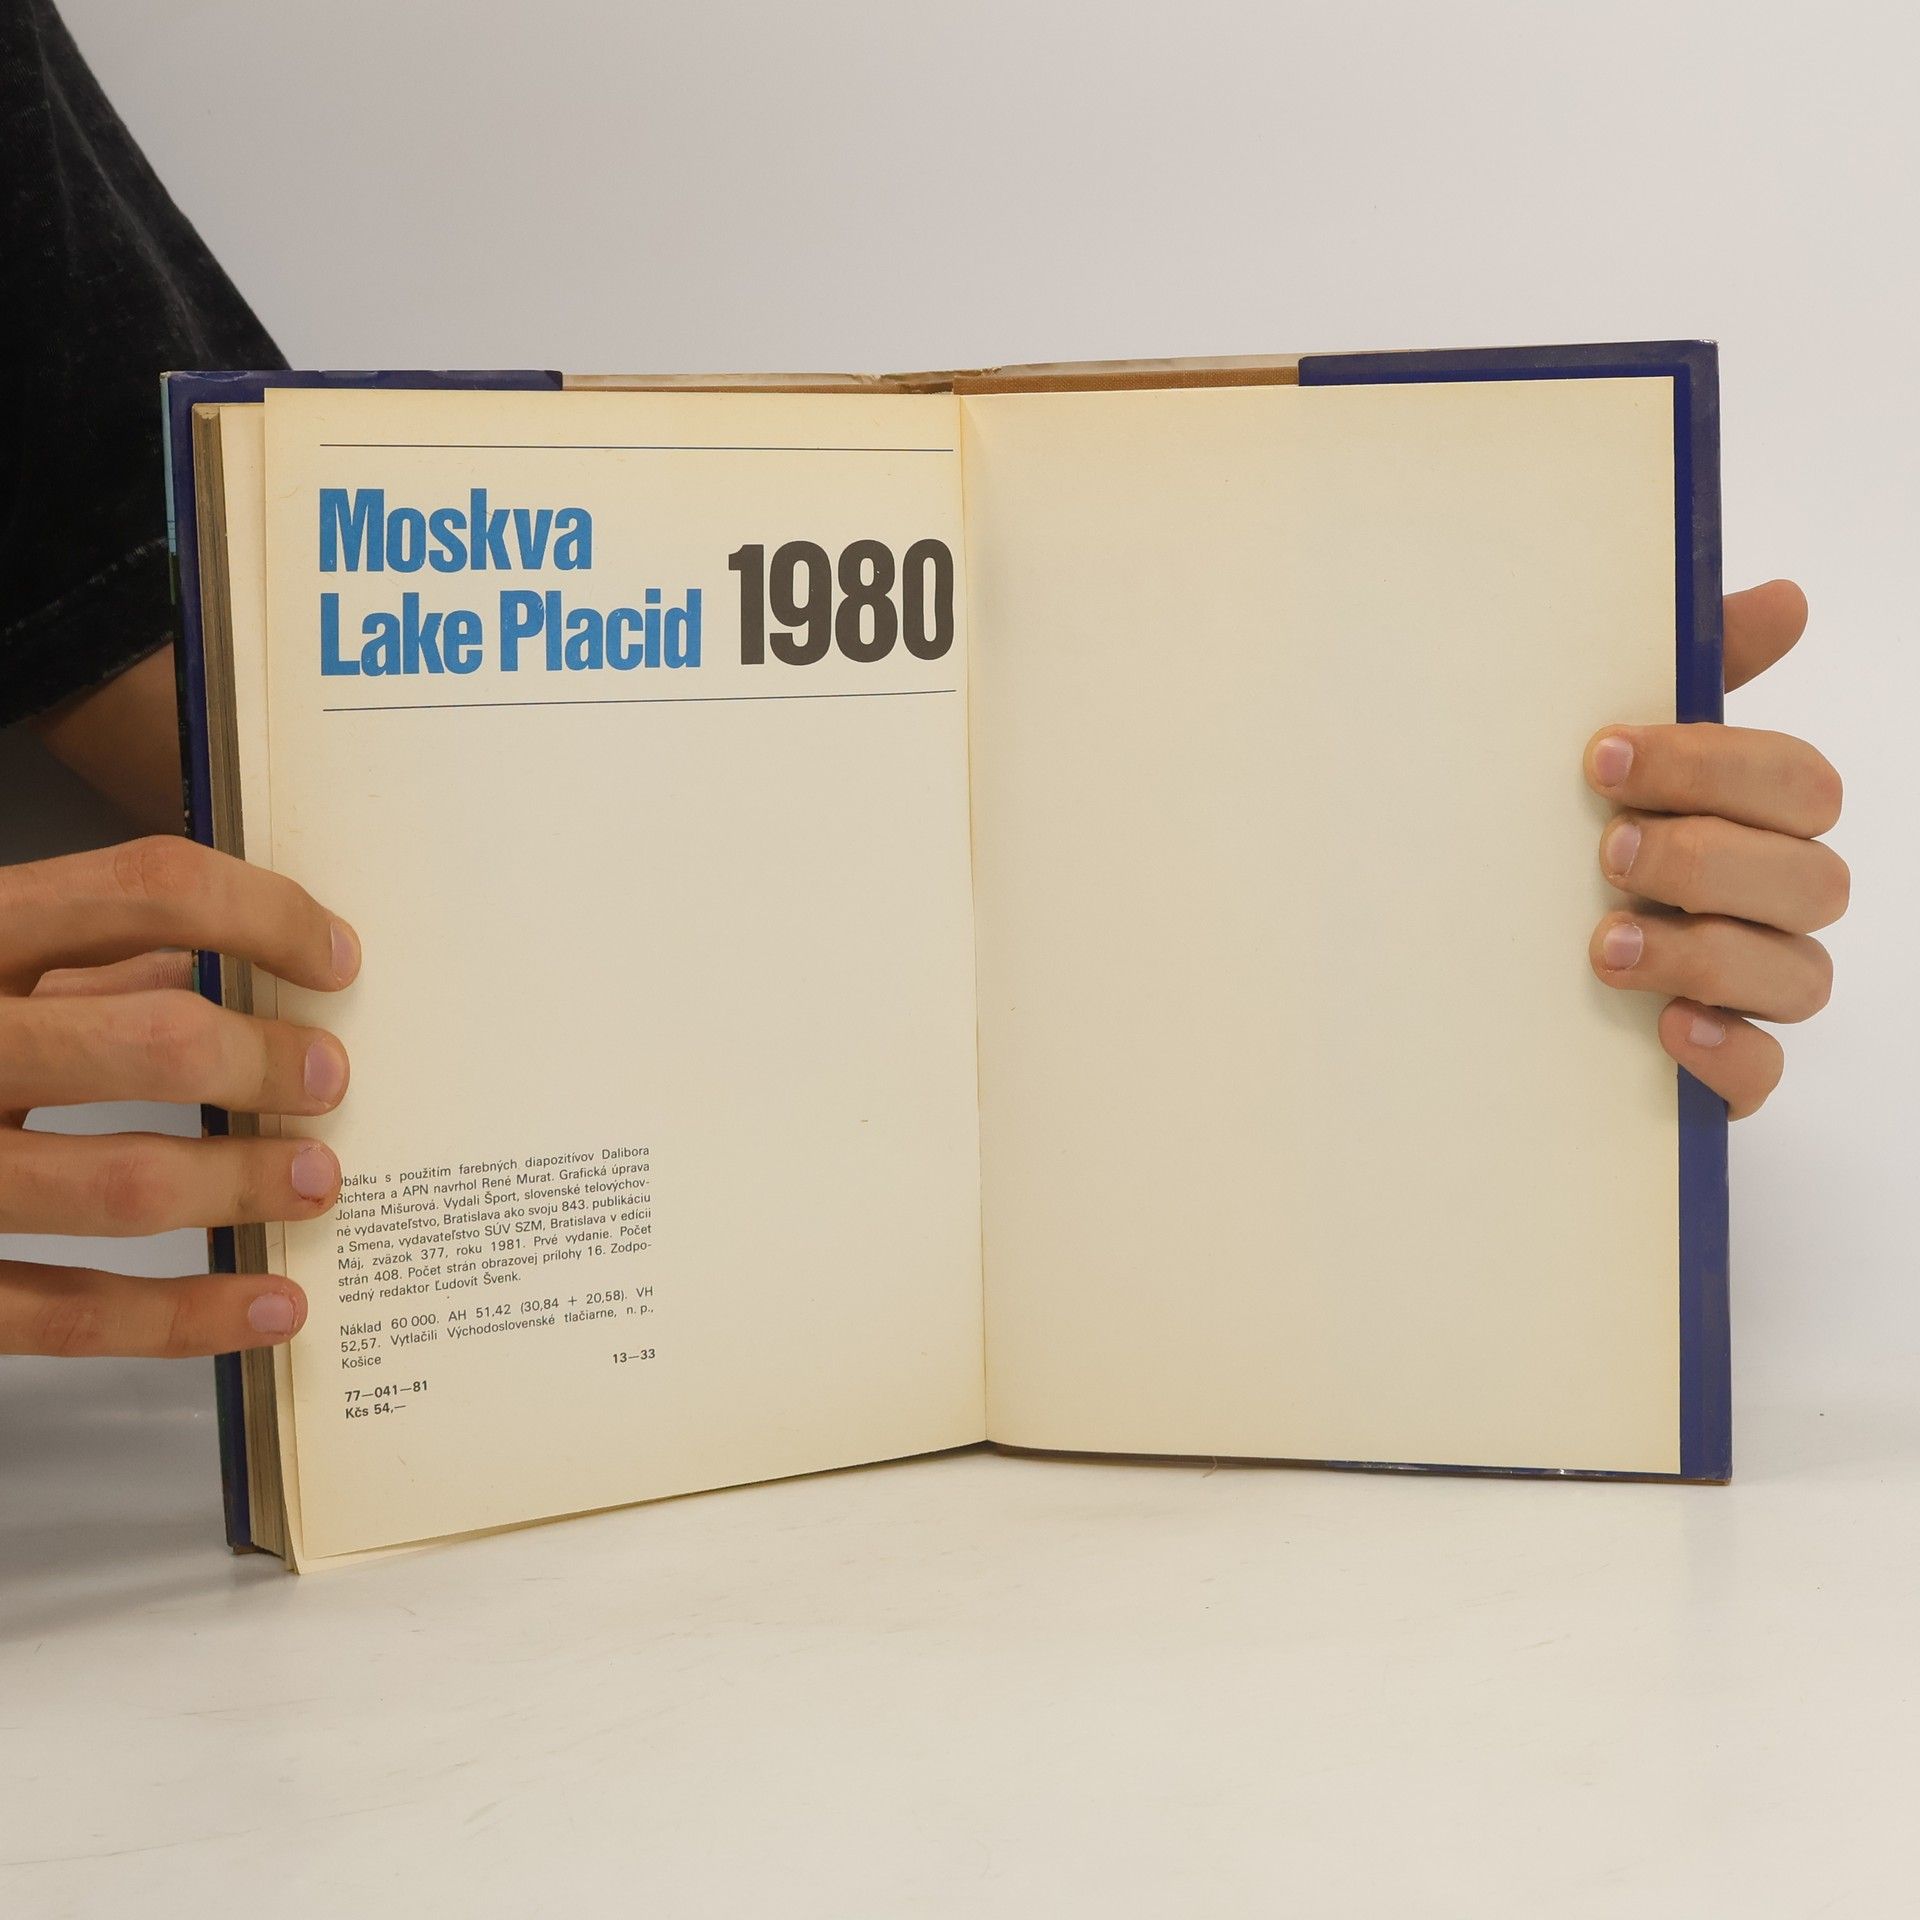 Moskva
Lake Placid 1980
Obálku s použitím farebných diapozitívov Dalibora
Richtera a APN navrhol René Murat. Grafická úprava
Jolana Mišurová. Vydali Šport, slovenské telovýchov-
né vydavateľstvo, Bratislava ako svoju 843. publikáciu
a Smena, vydavateľstvo SÚV SZM, Bratislava v edícii
Máj, zväzok 377, roku 1981. Prvé vydanie. Počet
strán 408. Počet strán obrazovej prílohy 16. Zodpo-
vedný redaktor Ľudovít Švenk.
Náklad 60 000. AH 51,42 (30,84 + 20,58). VH
52,57. Vytlačili Východoslovenské tlačiarne, n. p.,
Košice 13—33
77—041—81
Kčs 54,—